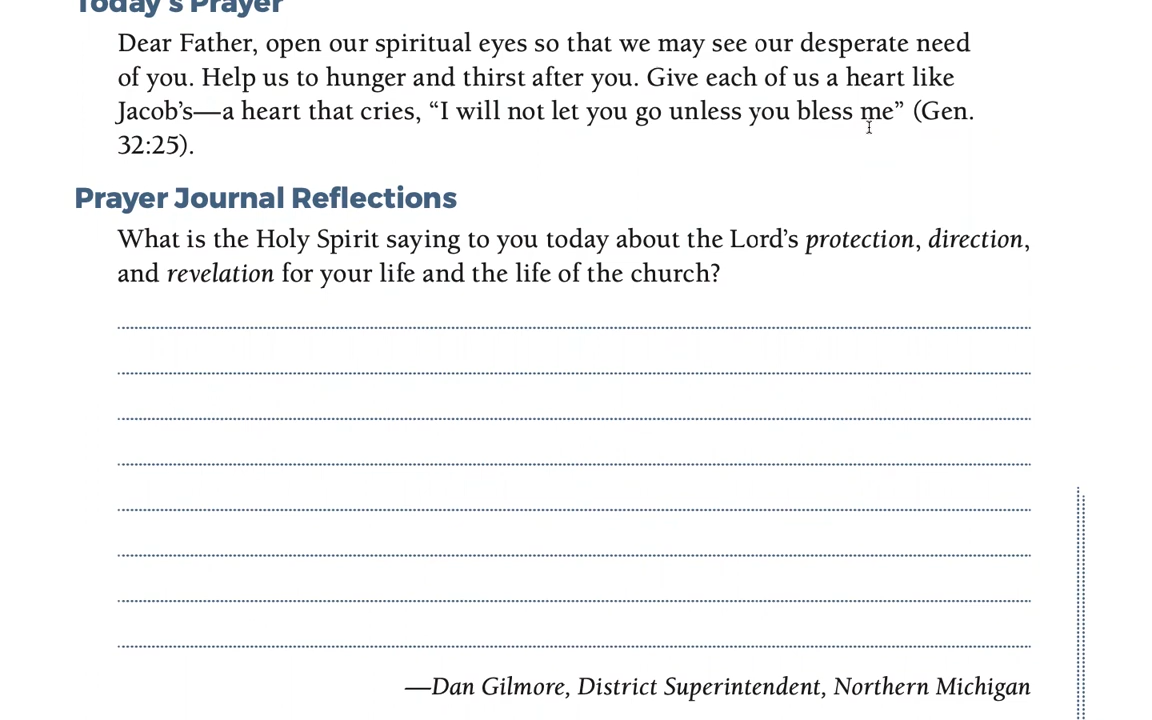 Today's Prayer
Dear Father, open our spiritual eyes so that we may see our desperate need
of you. Help us to hunger and thirst after you. Give each of us a heart like
Jacob’s—a heart that cries, “I will not let you go unless you bless me” (Gen.
32:25).
Prayer Journal Reflections
What is the Holy Spirit saying to you today about the Lord’s protection, direction,
and revelation for your life and the life of the church?
—Dan Gilmore, District Superintendent, Northern Michigan